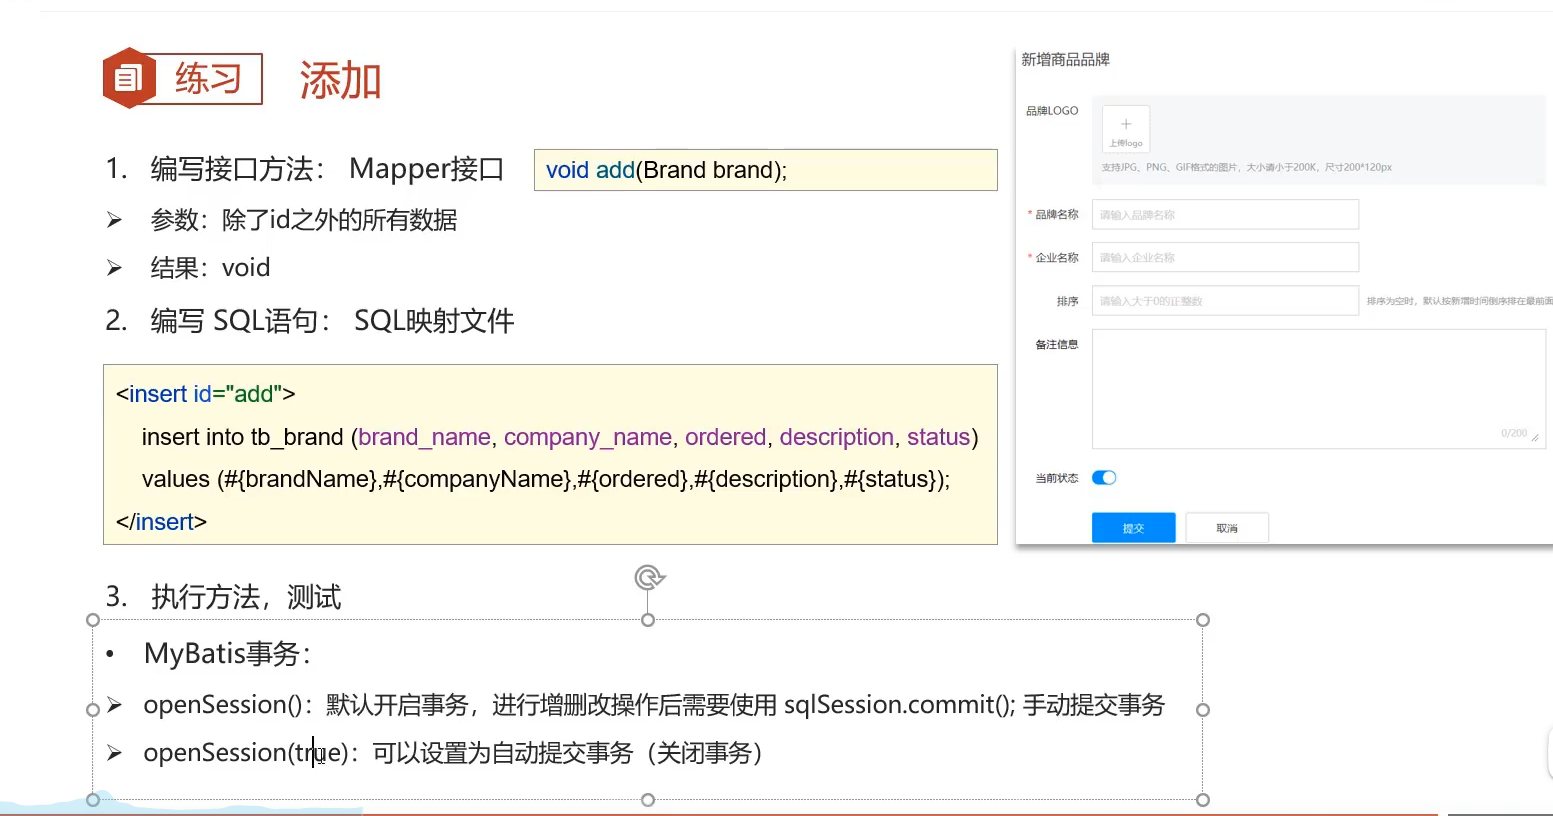 练习 添加
1. 编写接口方法： Mapper接口 void add(Brand brand);
➢ 参数：除了id之外的所有数据
➢ 结果：void
2. 编写 SQL语句： SQL映射文件
<insert id="add">
insert into tb_brand (brand_name, company_name, ordered, description, status)
values (#{brandName},#{companyName},#{ordered},#{description},#{status});
</insert>
3. 执行方法，测试
• MyBatis事务：
➢ openSession()：默认开启事务，进行增删改操作后需要使用 sqlSession.commit(); 手动提交事务
➢ openSession(true)：可以设置为自动提交事务（关闭事务）
新增商品品牌
品牌LOGO
上传logo
支持JPG、PNG、GIF格式的图片，大小请小于200K，尺寸200*120px
* 品牌名称 请输入品牌名称
* 企业名称 请输入企业名称
排序 请输入大于0的正整数 排序为空时，默认按新增时间倒序排在最前面
备注信息
0/200
当前状态
提交 取消